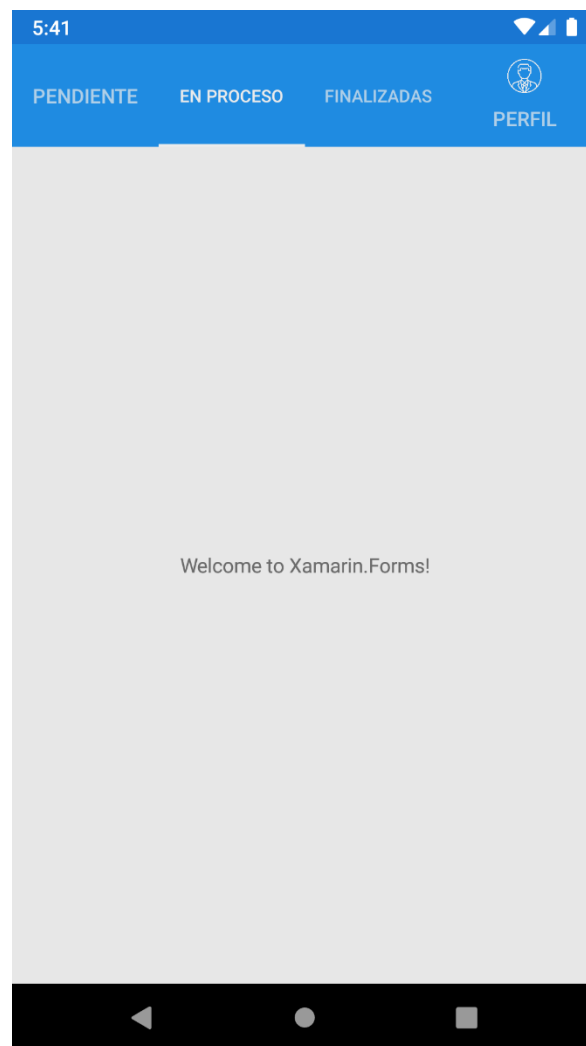 5:41
PENDIENTE EN PROCESO FINALIZADAS PERFIL
Welcome to Xamarin.Forms!